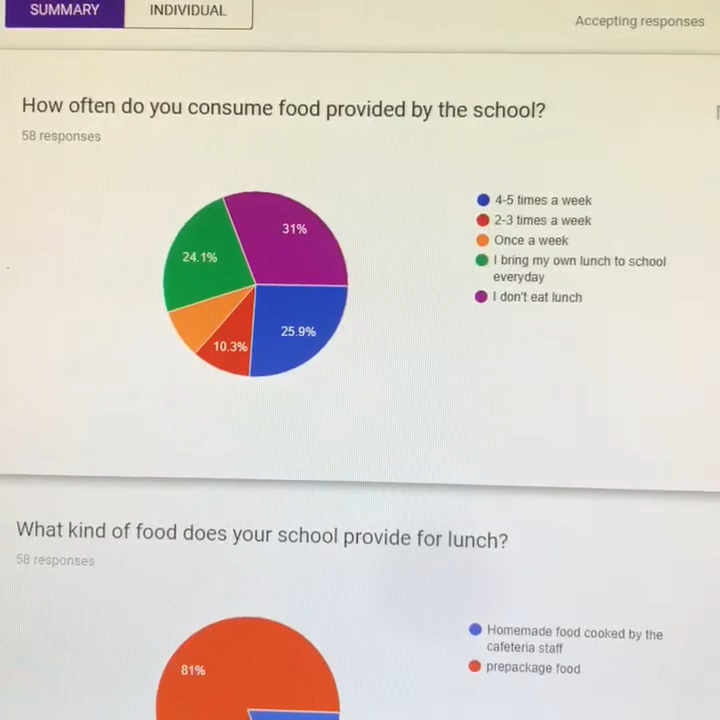 SUMMARY
INDIVIDUAL
Accepting responses
How often do you consume food provided by the school?
58 responses
31%
24.1%
25.9%
10.3%
4-5 times a week
2-3 times a week
Once a week
I bring my own lunch to school
everyday
I don't eat lunch
What kind of food does your school provide for lunch?
58 responses
81%
Homemade food cooked by the
cafeteria staff
prepackage food